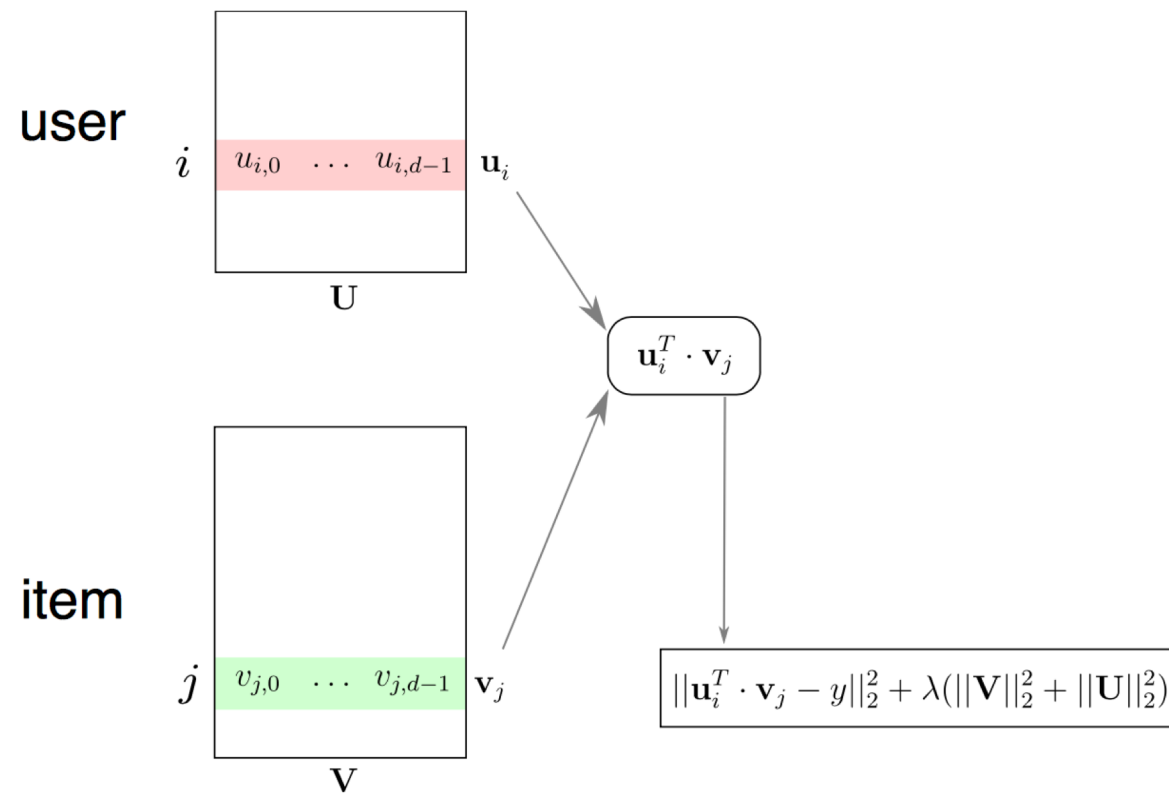 user
i
u_{i,0} ··· u_{i,d−1}
𝐮_i
𝐔
𝐮_i^T · 𝐯_j
item
j
v_{j,0} ··· v_{j,d−1}
𝐯_j
𝐕
||𝐮_i^T · 𝐯_j − y||_2^2 + λ(||𝐕||_2^2 + ||𝐔||_2^2)